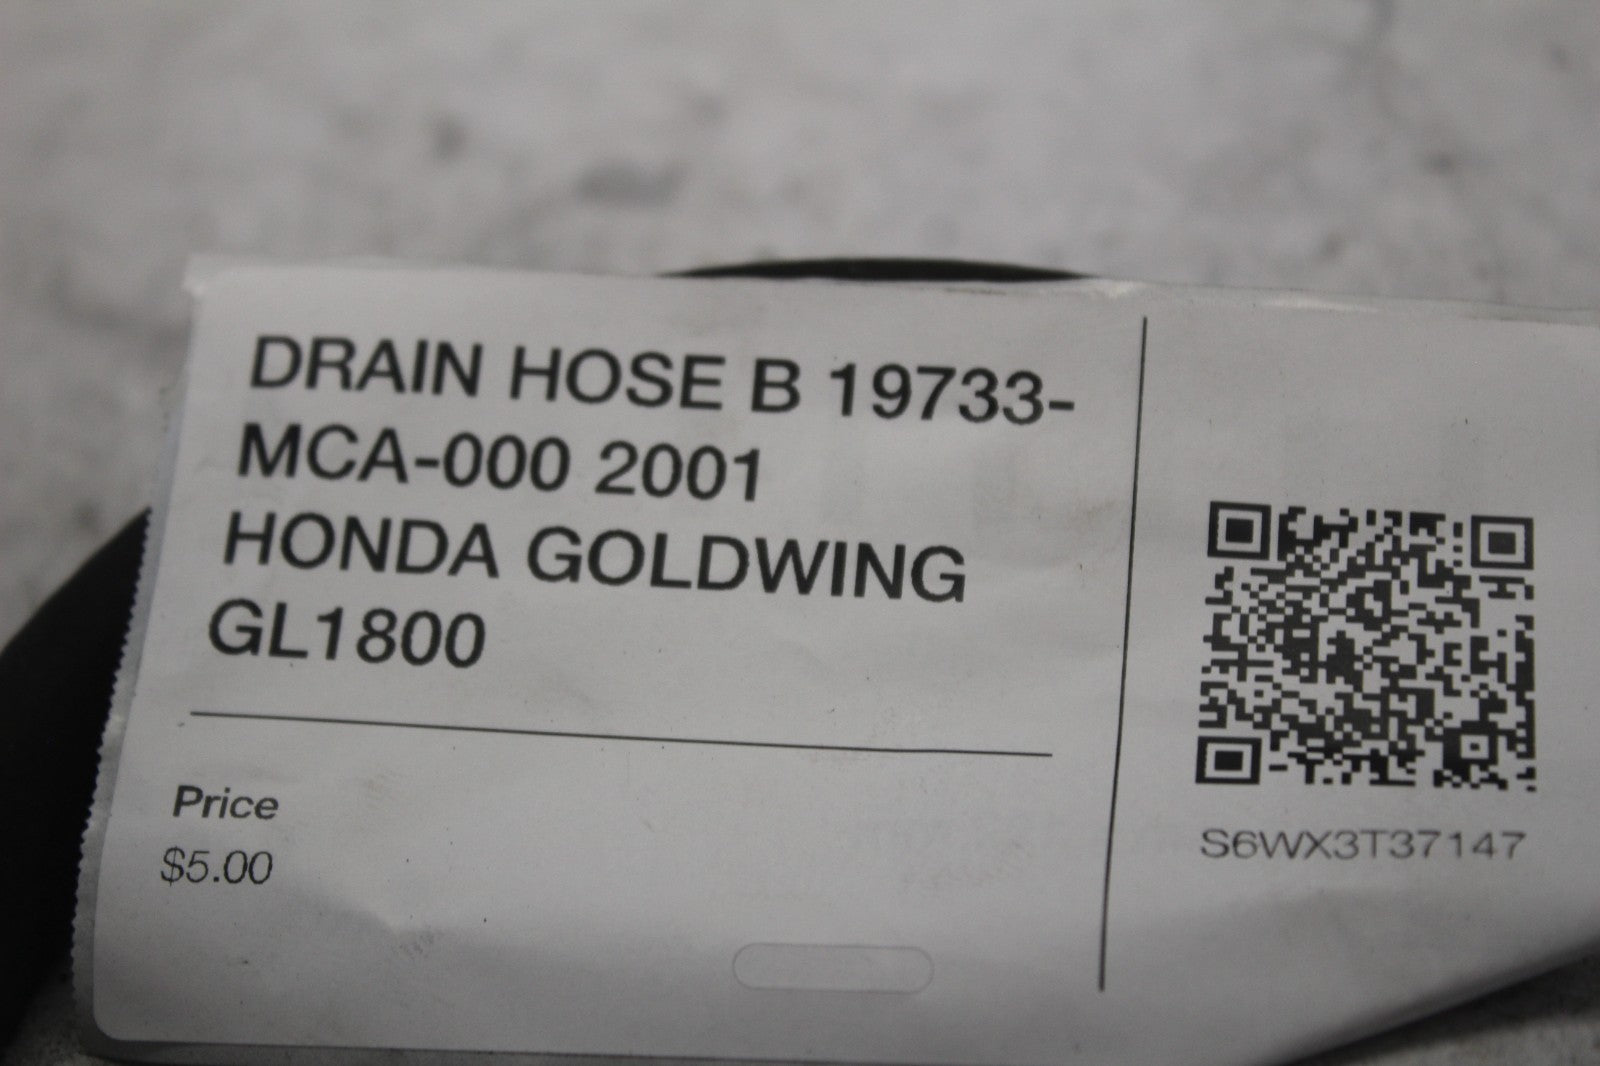 DRAIN HOSE B 19733-
MCA-000 2001
HONDA GOLDWING
GL1800
Price
$5.00
S6WX3T37147